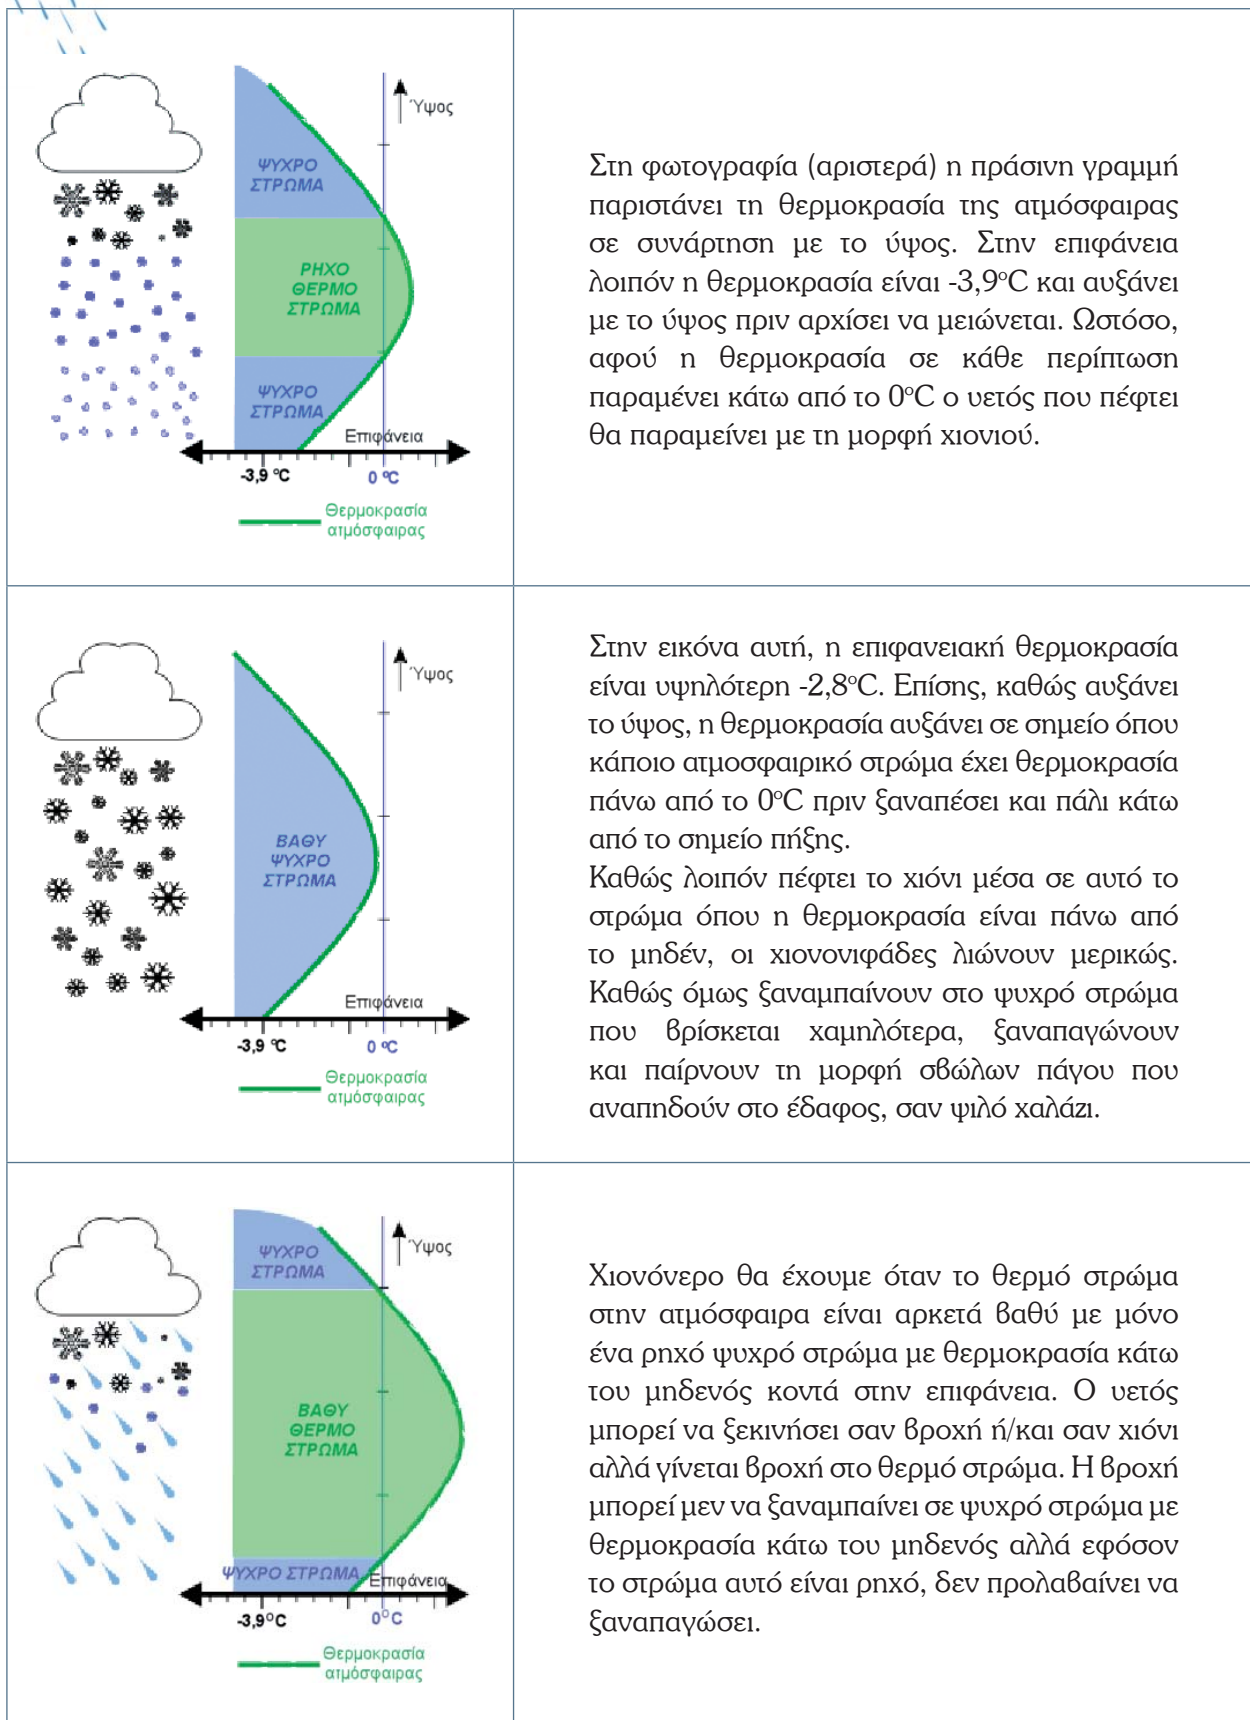 Ύψος
ΨΥΧΡΟ
ΣΤΡΩΜΑ
ΡΗΧΟ
ΘΕΡΜΟ
ΣΤΡΩΜΑ
ΨΥΧΡΟ
ΣΤΡΩΜΑ
Επιφάνεια
-3,9 °C
0 °C
Θερμοκρασία
ατμόσφαιρας
Στη φωτογραφία (αριστερά) η πράσινη γραμμή
παριστάνει τη θερμοκρασία της ατμόσφαιρας
σε συνάρτηση με το ύψος. Στην επιφάνεια
λοιπόν η θερμοκρασία είναι -3,9°C και αυξάνει
με το ύψος πριν αρχίσει να μειώνεται. Ωστόσο,
αφού η θερμοκρασία σε κάθε περίπτωση
παραμένει κάτω από το 0°C ο υετός που πέφτει
θα παραμείνει με τη μορφή χιονιού.
Ύψος
ΒΑΘΥ
ΨΥΧΡΟ
ΣΤΡΩΜΑ
Επιφάνεια
-3,9 °C
0 °C
Θερμοκρασία
ατμόσφαιρας
Στην εικόνα αυτή, η επιφανειακή θερμοκρασία
είναι υψηλότερη -2,8°C. Επίσης, καθώς αυξάνει
το ύψος, η θερμοκρασία αυξάνει σε σημείο όπου
κάποιο ατμοσφαιρικό στρώμα έχει θερμοκρασία
πάνω από το 0°C πριν ξαναπέσει και πάλι κάτω
από το σημείο πήξης.
Καθώς λοιπόν πέφτει το χιόνι μέσα σε αυτό το
στρώμα όπου η θερμοκρασία είναι πάνω από
το μηδέν, οι χιονονιφάδες λιώνουν μερικώς.
Καθώς όμως ξαναμπαίνουν στο ψυχρό στρώμα
που βρίσκεται χαμηλότερα, ξαναπαγώνουν
και παίρνουν τη μορφή σβώλων πάγου που
αναπηδούν στο έδαφος, σαν ψιλό χαλάζι.
Ύψος
ΨΥΧΡΟ
ΣΤΡΩΜΑ
ΒΑΘΥ
ΘΕΡΜΟ
ΣΤΡΩΜΑ
ΨΥΧΡΟ ΣΤΡΩΜΑ
Επιφάνεια
-3,9°C
0°C
Θερμοκρασία
ατμόσφαιρας
Χιονόνερο θα έχουμε όταν το θερμό στρώμα
στην ατμόσφαιρα είναι αρκετά βαθύ με μόνο
ένα ρηχό ψυχρό στρώμα με θερμοκρασία κάτω
του μηδενός κοντά στην επιφάνεια. Ο υετός
μπορεί να ξεκινήσει σαν βροχή ή/και σαν χιόνι
αλλά γίνεται βροχή στο θερμό στρώμα. Η βροχή
μπορεί μεν να ξαναμπαίνει σε ψυχρό στρώμα με
θερμοκρασία κάτω του μηδενός αλλά εφόσον
το στρώμα αυτό είναι ρηχό, δεν προλαβαίνει να
ξαναπαγώσει.